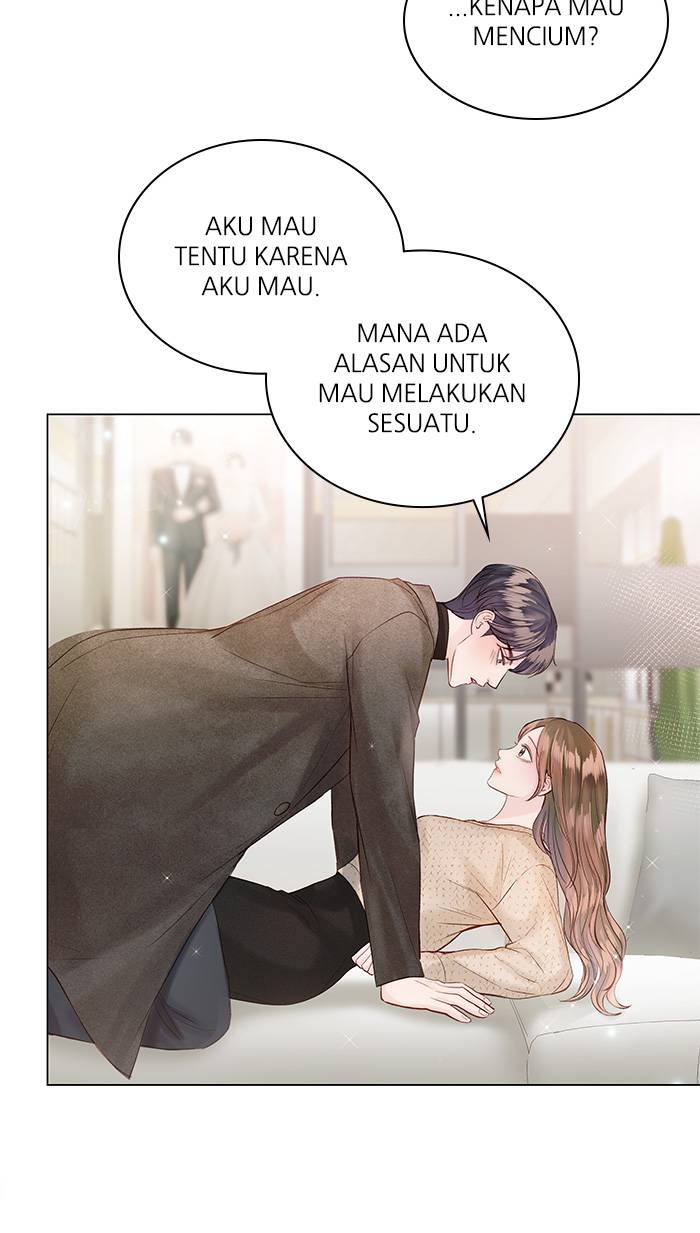 ...KENAPA MAU
MENCIUM?
AKU MAU
TENTU KARENA
AKU MAU.
MANA ADA
ALASAN UNTUK
MAU MELAKUKAN
SESUATU.